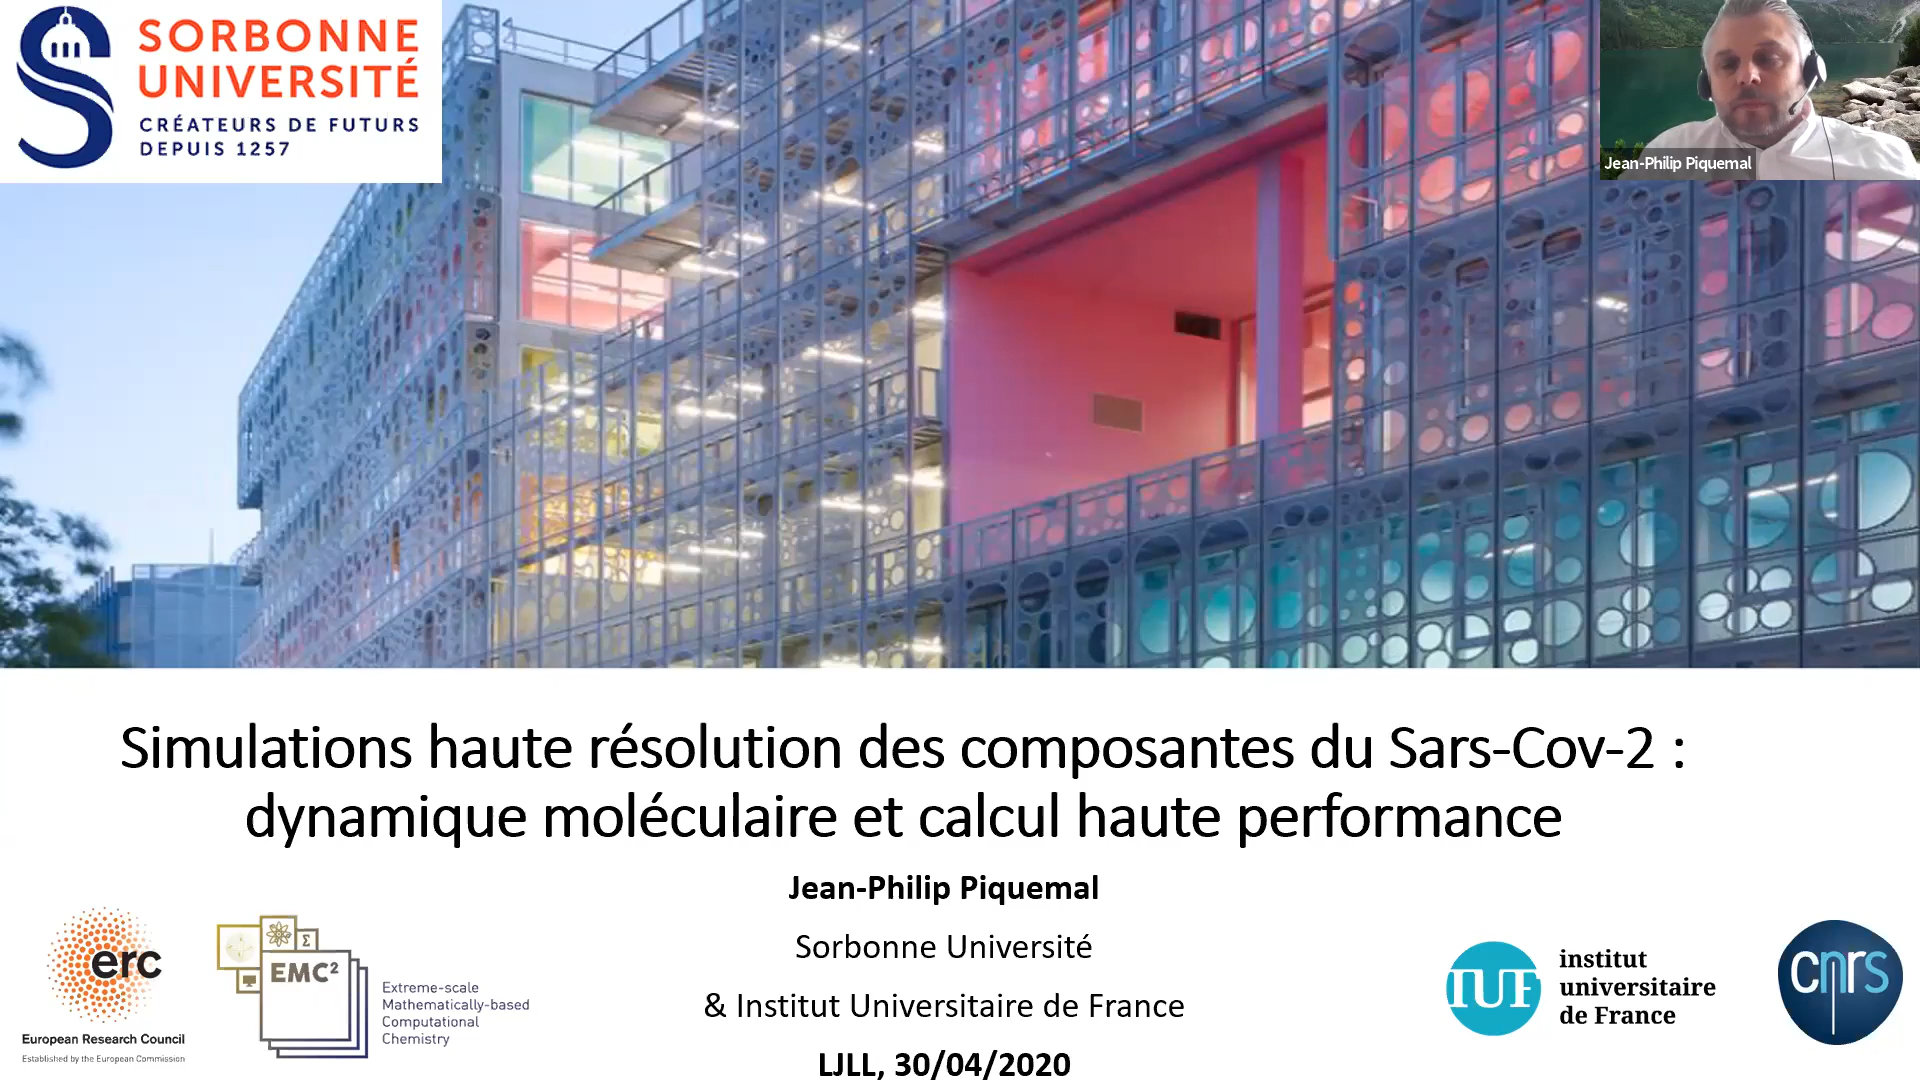 SORBONNE
UNIVERSITÉ
CRÉATEURS DE FUTURS
DEPUIS 1257
Jean-Philip Piquemal
Simulations haute résolution des composantes du Sars-Cov-2 :
dynamique moléculaire et calcul haute performance
Jean-Philip Piquemal
Sorbonne Université
& Institut Universitaire de France
LJLL, 30/04/2020
erc
European Research Council
Established by the European Commission
Σ
EMC²
Extreme-scale
Mathematically-based
Computational
Chemistry
IUF
institut
universitaire
de France
cnrs